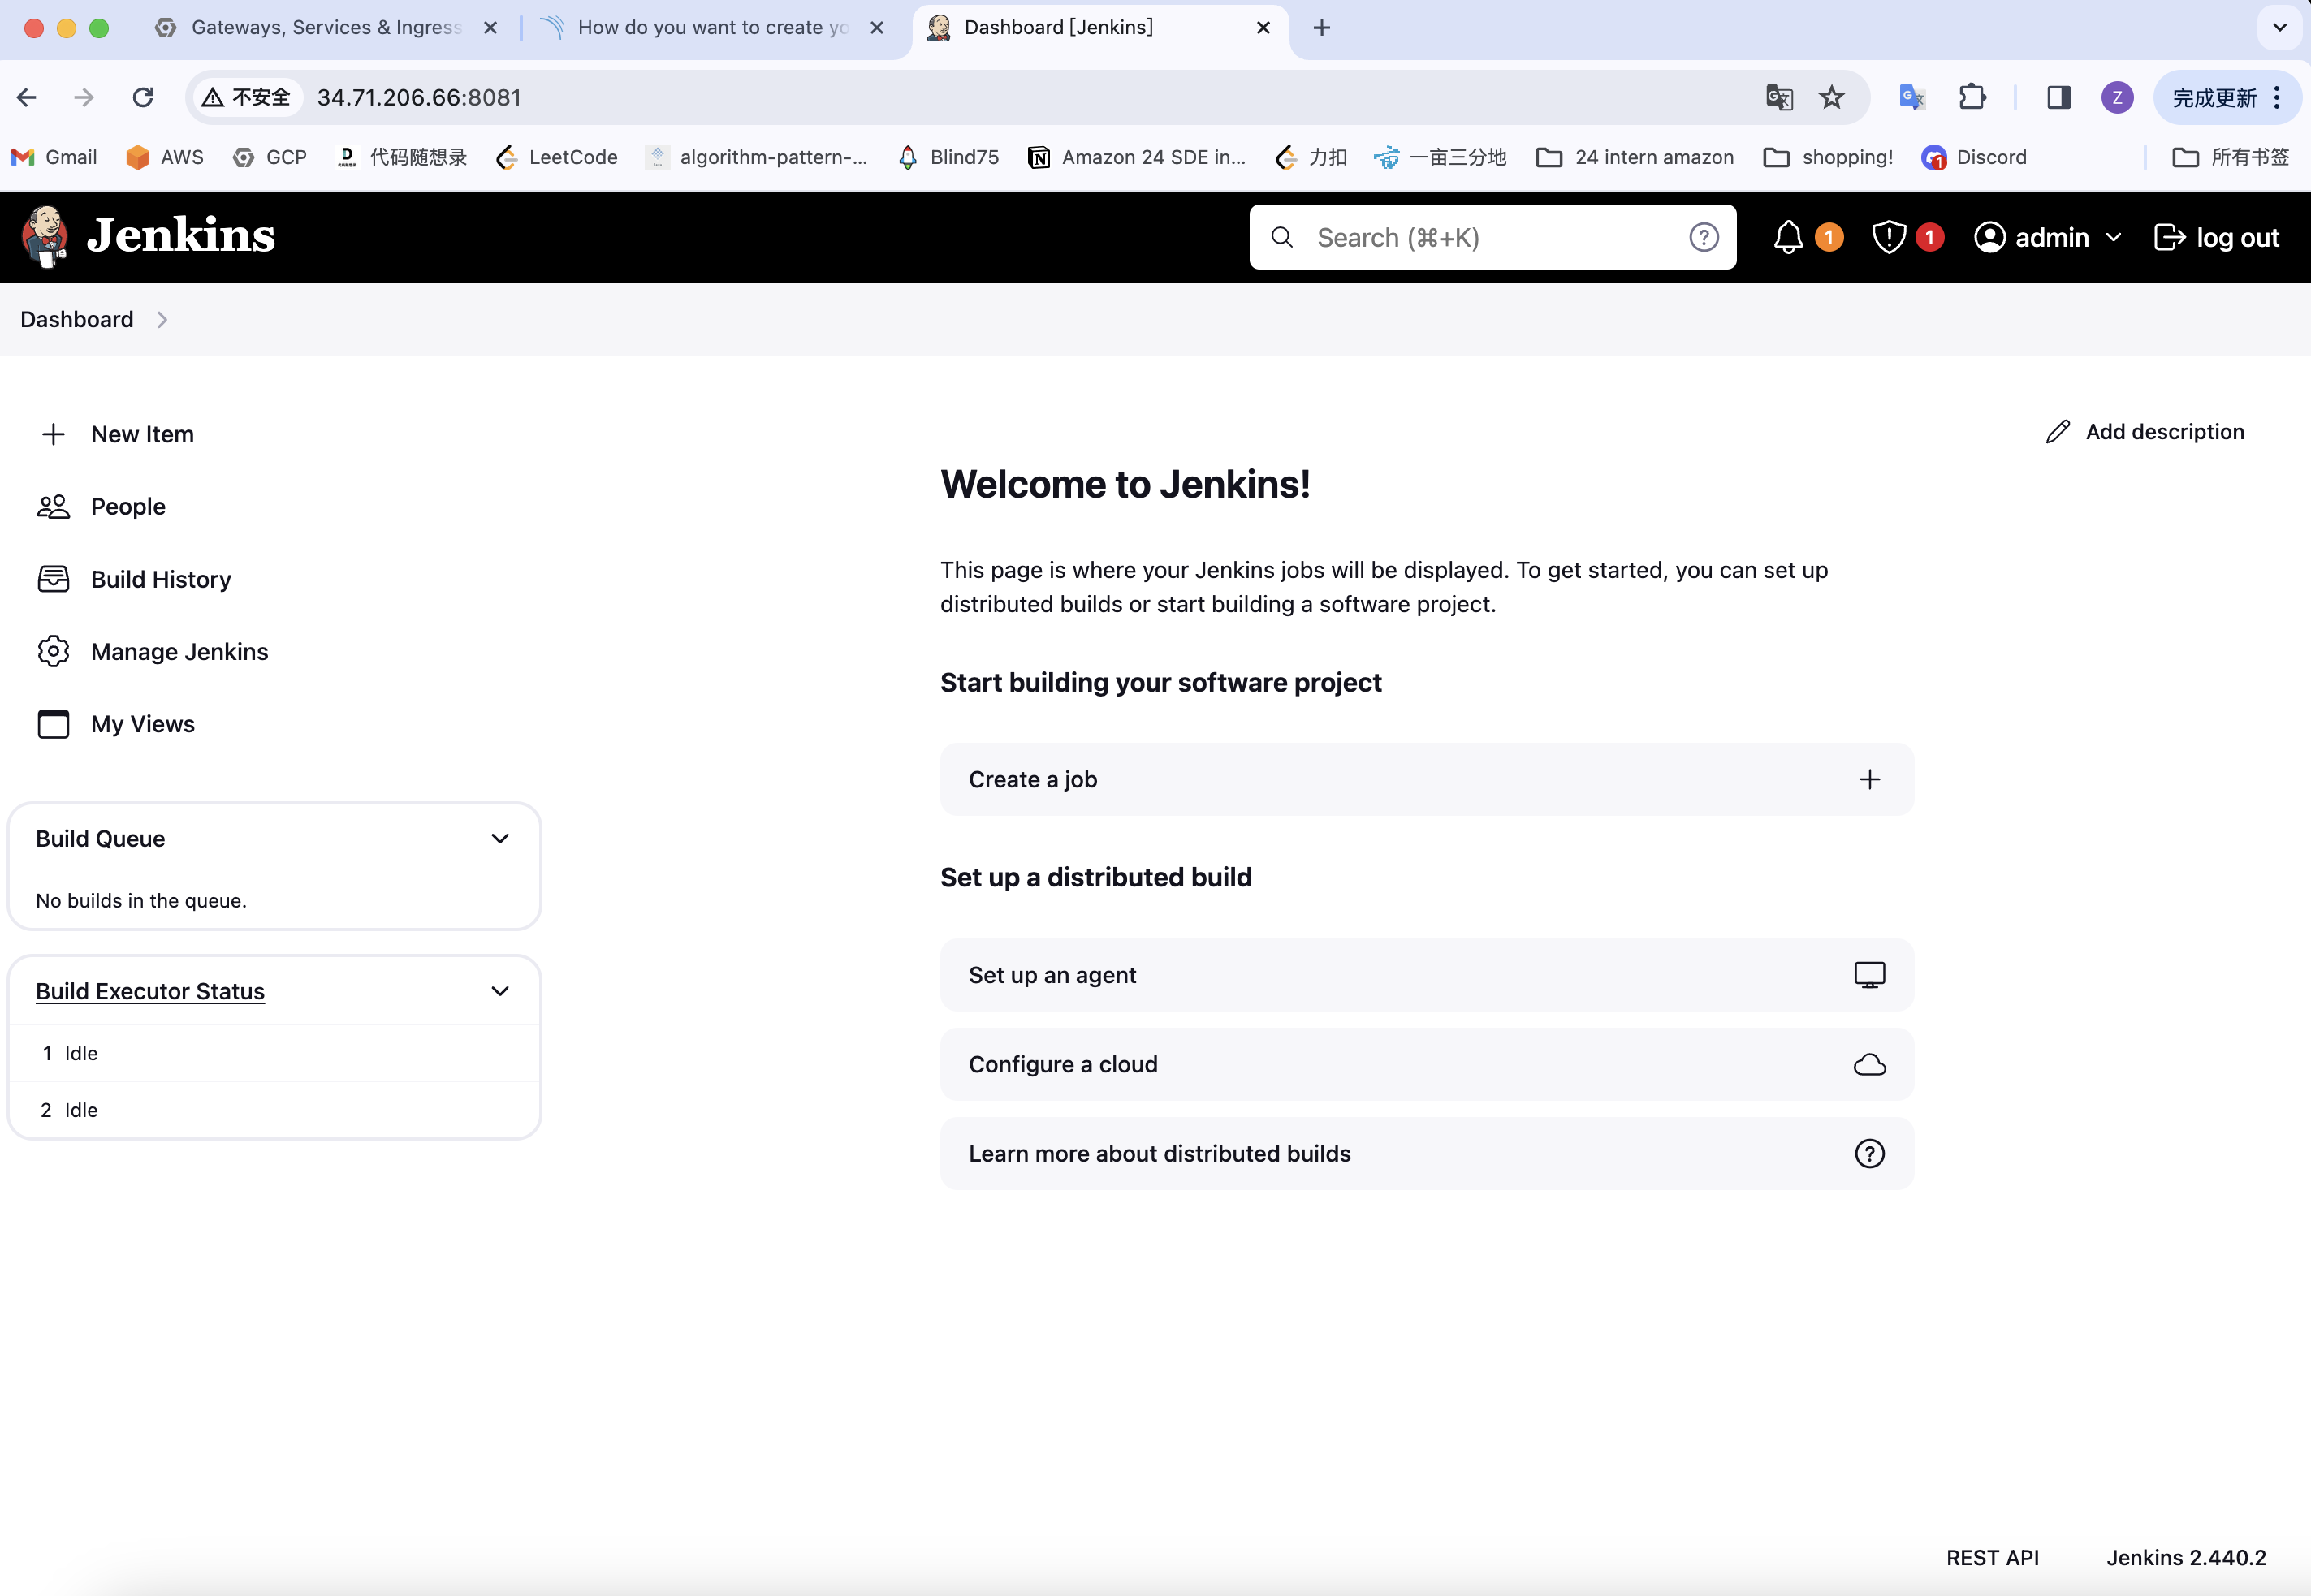 Gateways, Services & Ingress
How do you want to create yo
Dashboard [Jenkins]
不安全
34.71.206.66:8081
Z
完成更新
Gmail
AWS
GCP
代码随想录
LeetCode
algorithm-pattern-...
Blind75
Amazon 24 SDE in...
力扣
一亩三分地
24 intern amazon
shopping!
1
Discord
所有书签
Jenkins
Search (⌘+K)
1
1
admin
log out
Dashboard
New Item
People
Build History
Manage Jenkins
My Views
Build Queue
No builds in the queue.
Build Executor Status
1 Idle
2 Idle
Add description
Welcome to Jenkins!
This page is where your Jenkins jobs will be displayed. To get started, you can set up
distributed builds or start building a software project.
Start building your software project
Create a job
Set up a distributed build
Set up an agent
Configure a cloud
Learn more about distributed builds
REST API
Jenkins 2.440.2